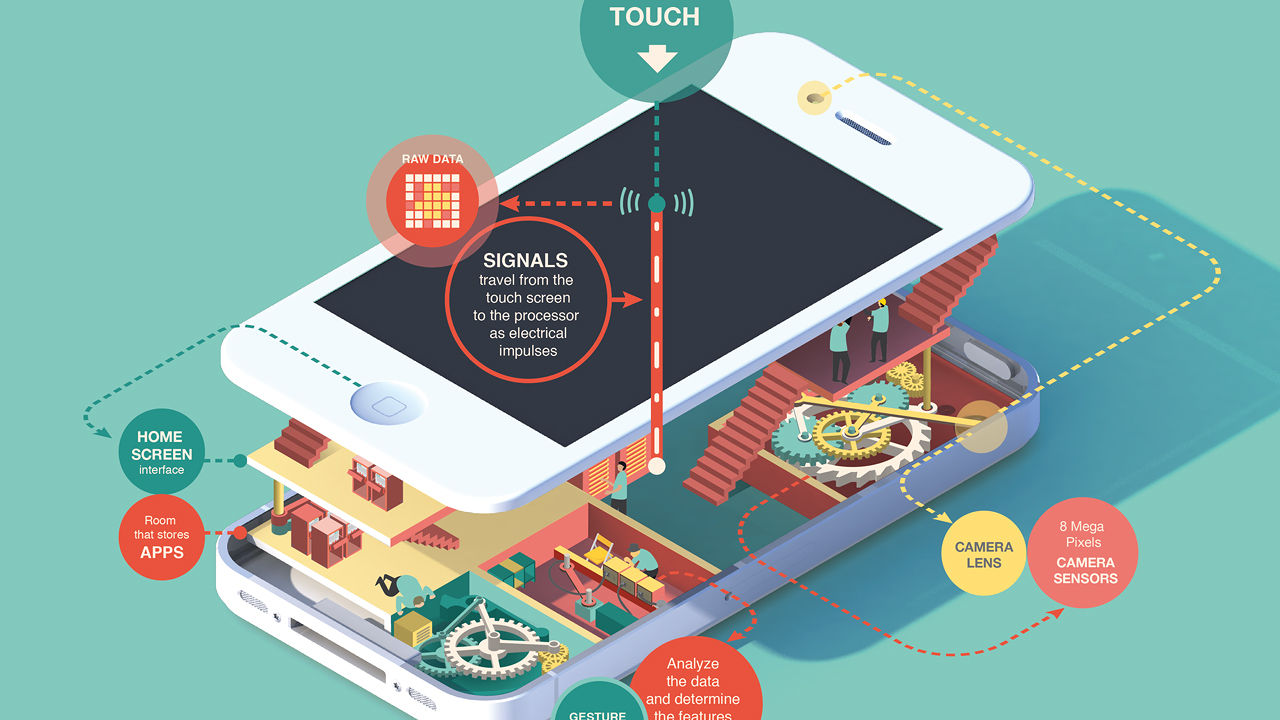 TOUCH
RAW DATA
SIGNALS
travel from the
touch screen
to the processor
as electrical
impulses
HOME
SCREEN
interface
Room
that stores
APPS
CAMERA
LENS
8 Mega
Pixels
CAMERA
SENSORS
Analyze
the data
and determine
the features
GESTURE